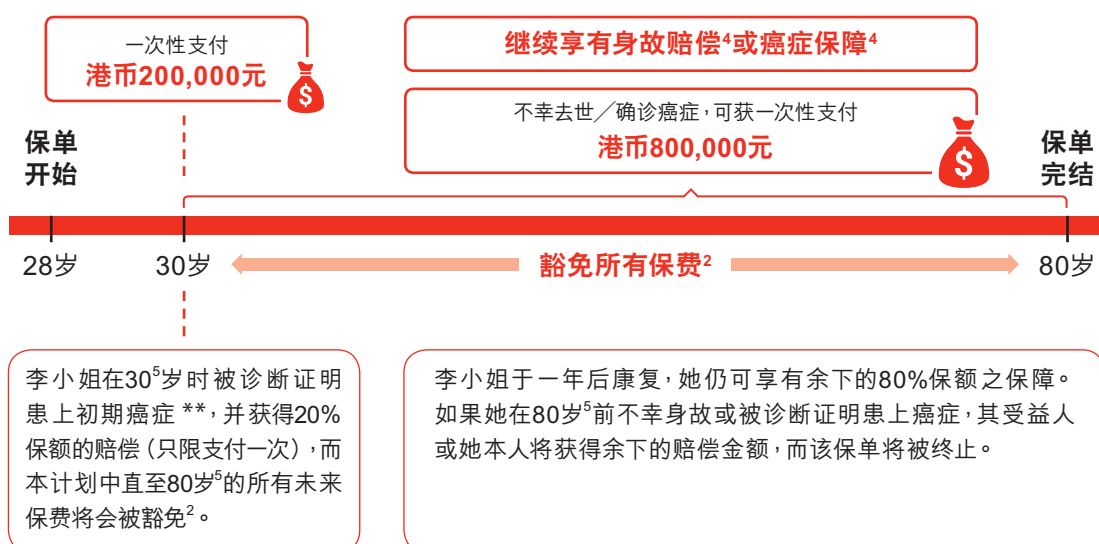 一次性支付
港币200,000元
$
继续享有身故赔偿⁴或癌症保障⁴
不幸去世／确诊癌症，可获一次性支付
港币800,000元
$
保单
开始
保单
完结
28岁
30岁
豁免所有保费²
80岁
李小姐在30⁵岁时被诊断证明
患上初期癌症**，并获得20%
保额的赔偿（只限支付一次），而
本计划中直至80岁⁵的所有未来
保费将会被豁免²。
李小姐于一年后康复，她仍可享有余下的80%保额之保障。
如果她在80岁⁵前不幸身故或被诊断证明患上癌症，其受益人
或她本人将获得余下的赔偿金额，而该保单将被终止。